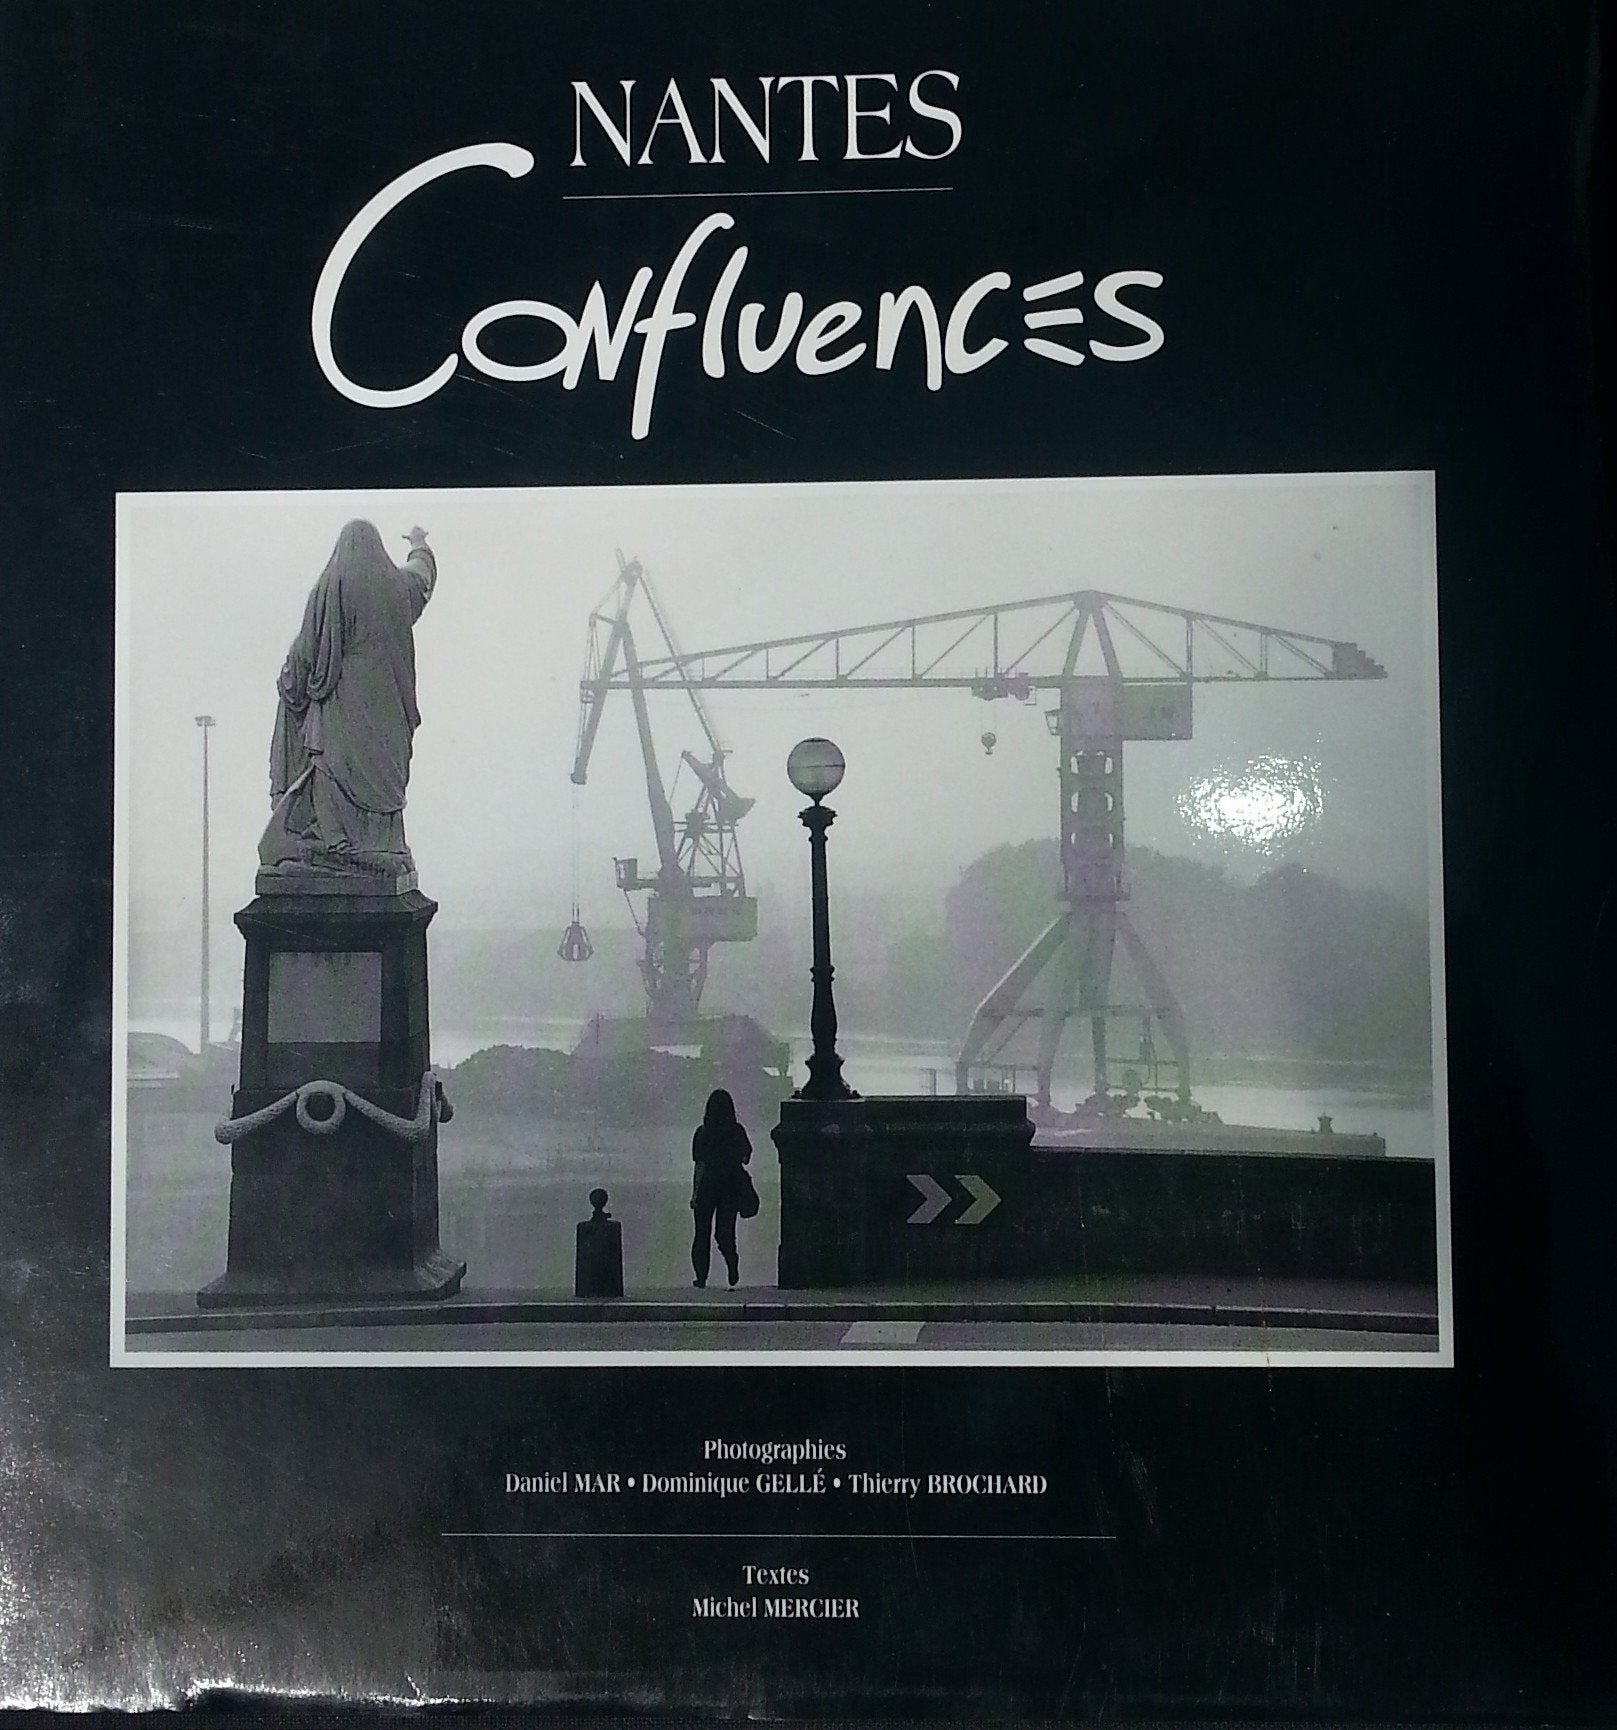 NANTES
Confluences
Photographies
Daniel MAR • Dominique GELLÉ • Thierry BROCHARD
Textes
Michel MERCIER